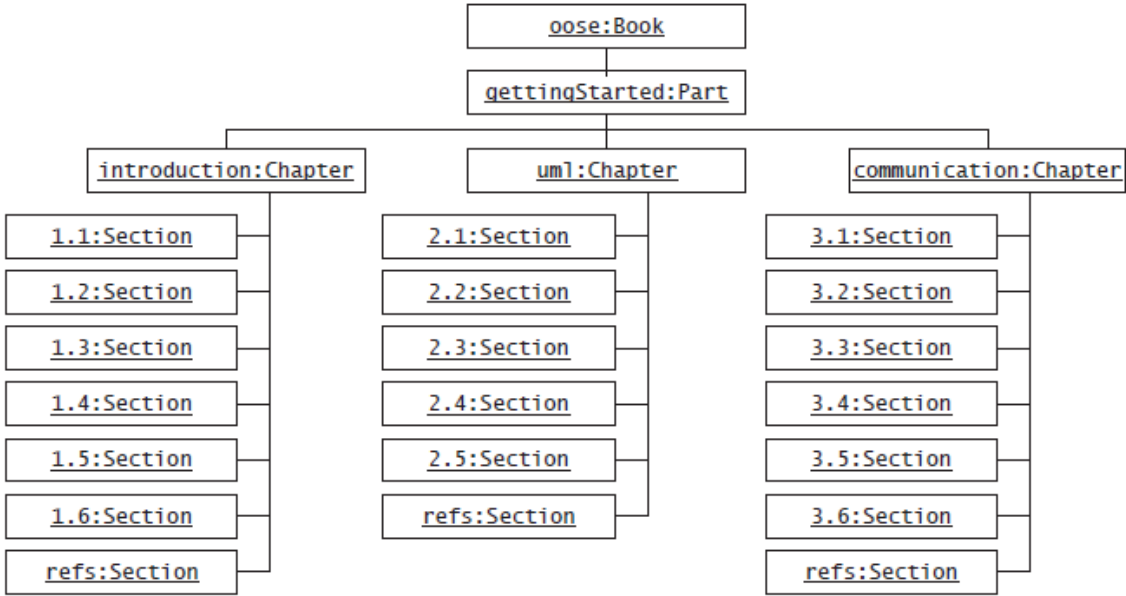 oose:Book
gettingStarted:Part
introduction:Chapter
uml:Chapter
communication:Chapter
1.1:Section
2.1:Section
3.1:Section
1.2:Section
2.2:Section
3.2:Section
1.3:Section
2.3:Section
3.3:Section
1.4:Section
2.4:Section
3.4:Section
1.5:Section
2.5:Section
3.5:Section
1.6:Section
refs:Section
3.6:Section
refs:Section
refs:Section